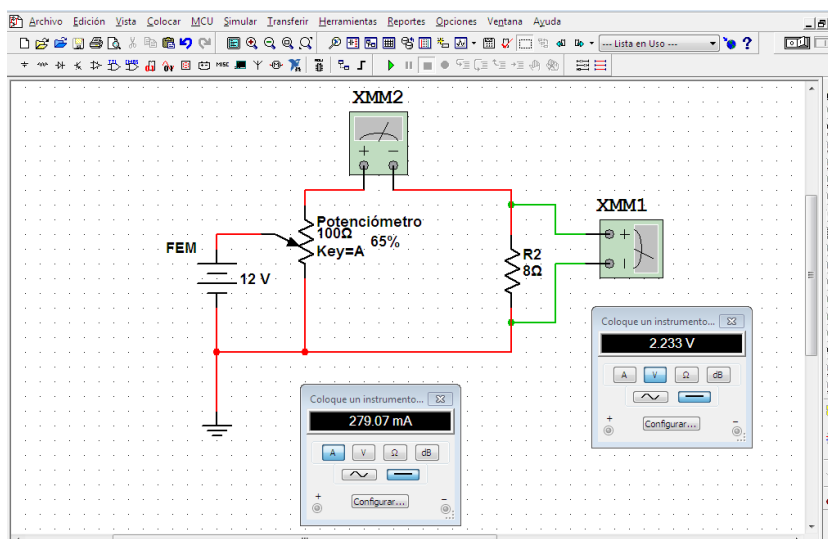 Archivo Edición Vista Colocar MCU Simular Transferir Herramientas Reportes Opciones Ventana Ayuda
--- Lista en Uso ---
MISC
XMM2
+ −
XMM1
Potenciómetro
100Ω
65%
Key=A
FEM
12 V
R2
8Ω
+
Coloque un instrumento...
2.233 V
A V Ω dB
Configurar...
+ −
Coloque un instrumento...
279.07 mA
A V Ω dB
Configurar...
+ −